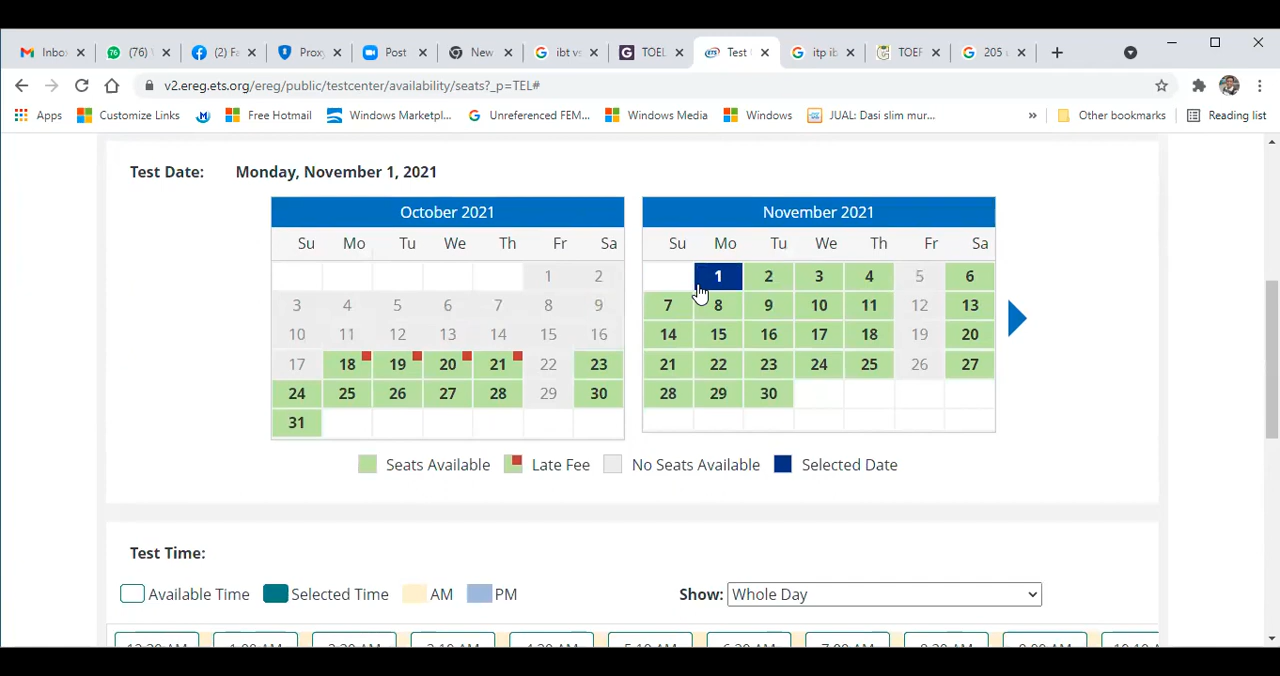 Inbo
(76)
(2) Fa
Proxy
Post
New
ibt vs
TOEL
Test
itp ib
TOEF
205
v2.ereg.ets.org/ereg/public/testcenter/availability/seats?_p=TEL#
Apps Customize Links Free Hotmail Windows Marketpl... Unreferenced FEM... Windows Media Windows JUAL: Dasi slim mur... » Other bookmarks Reading list
Test Date: Monday, November 1, 2021
October 2021
Su Mo Tu We Th Fr Sa
1 2
3 4 5 6 7 8 9
10 11 12 13 14 15 16
17 18 19 20 21 22 23
24 25 26 27 28 29 30
31
November 2021
Su Mo Tu We Th Fr Sa
1 2 3 4 5 6
7 8 9 10 11 12 13
14 15 16 17 18 19 20
21 22 23 24 25 26 27
28 29 30
Seats Available Late Fee No Seats Available Selected Date
Test Time:
Available Time Selected Time AM PM Show: Whole Day